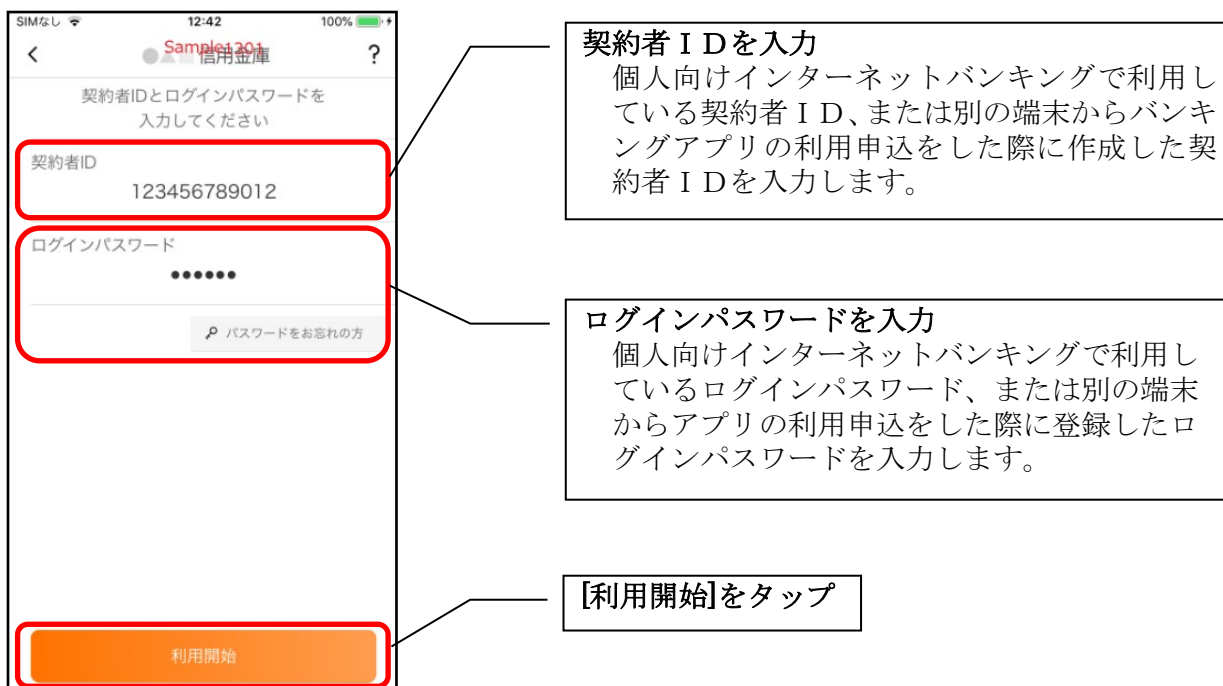 SIMなし 12:42 100%
Sample1201
信用金庫
?
契約者IDとログインパスワードを
入力してください
契約者ID
123456789012
ログインパスワード
••••••
パスワードをお忘れの方
利用開始
契約者ＩＤを入力
個人向けインターネットバンキングで利用し
ている契約者ＩＤ、または別の端末からバンキ
ングアプリの利用申込をした際に作成した契
約者ＩＤを入力します。
ログインパスワードを入力
個人向けインターネットバンキングで利用し
ているログインパスワード、または別の端末
からアプリの利用申込をした際に登録したロ
グインパスワードを入力します。
[利用開始]をタップ